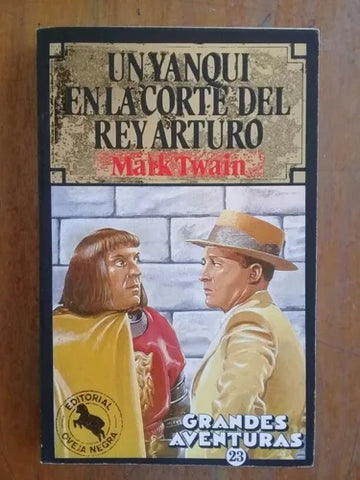 UN YANQUI
EN LA CORTE DEL
REY ARTURO
Mark Twain
EDITORIAL
OVEJA NEGRA
GRANDES
AVENTURAS
23